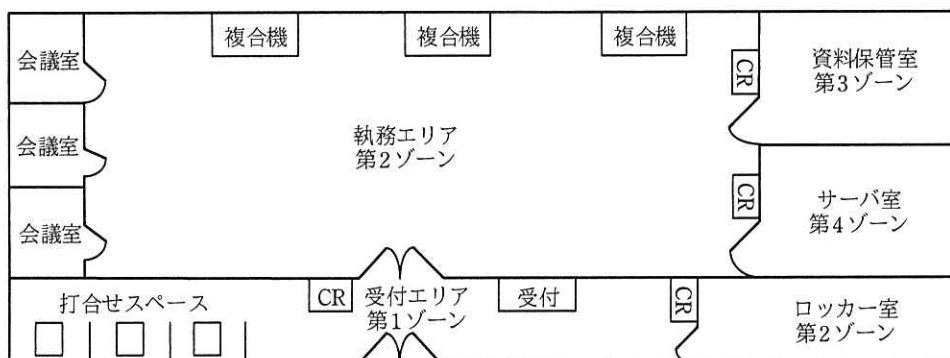 会議室
複合機
複合機
複合機
CR
資料保管室
第3ゾーン
会議室
執務エリア
第2ゾーン
会議室
CR
サーバ室
第4ゾーン
打合せスペース
CR
受付エリア
第1ゾーン
受付
CR
ロッカー室
第2ゾーン